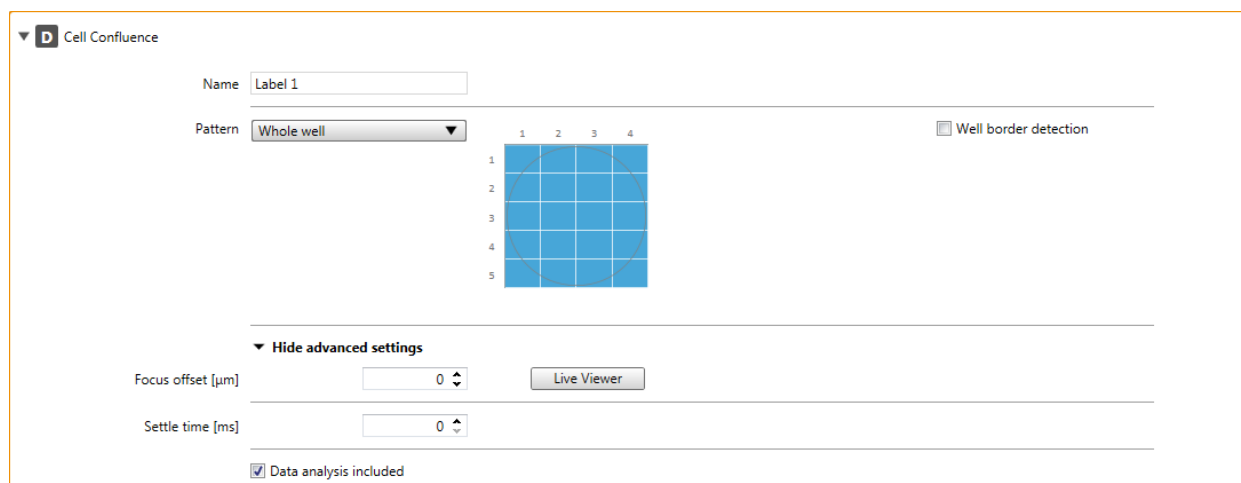 D Cell Confluence
Name Label 1
Pattern Whole well Well border detection
1 2 3 4
1
2
3
4
5
Hide advanced settings
Focus offset [µm] 0 Live Viewer
Settle time [ms] 0
Data analysis included